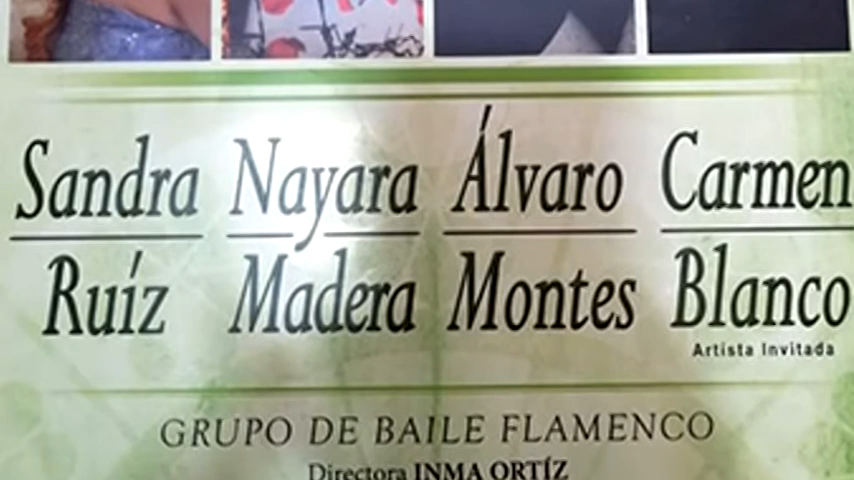 Sandra Nayara Álvaro Carmen
Ruíz Madera Montes Blanco
Artista Invitada
GRUPO DE BAILE FLAMENCO
Directora INMA ORTÍZ